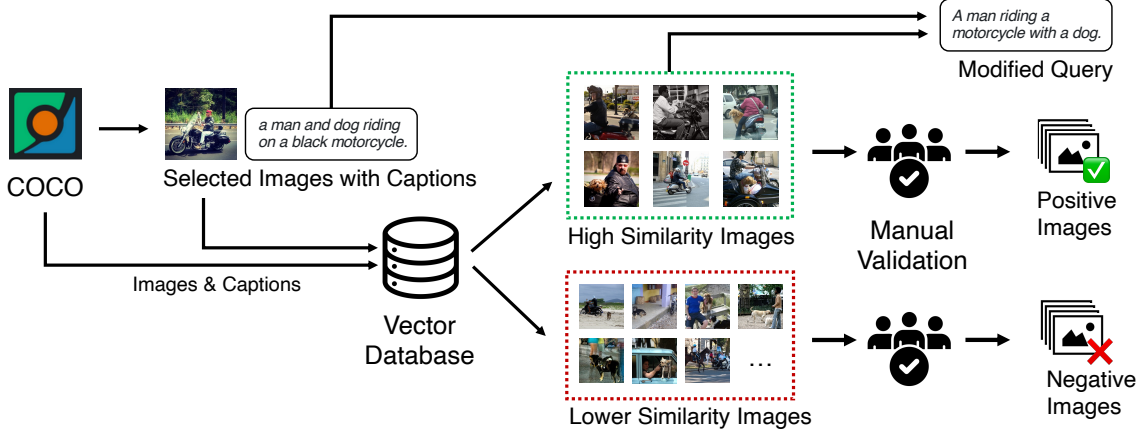 A man riding a
motorcycle with a dog.
Modified Query
a man and dog riding
on a black motorcycle.
COCO
Selected Images with Captions
Images & Captions
Vector
Database
High Similarity Images
Manual
Validation
Positive
Images
...
Lower Similarity Images
Negative
Images